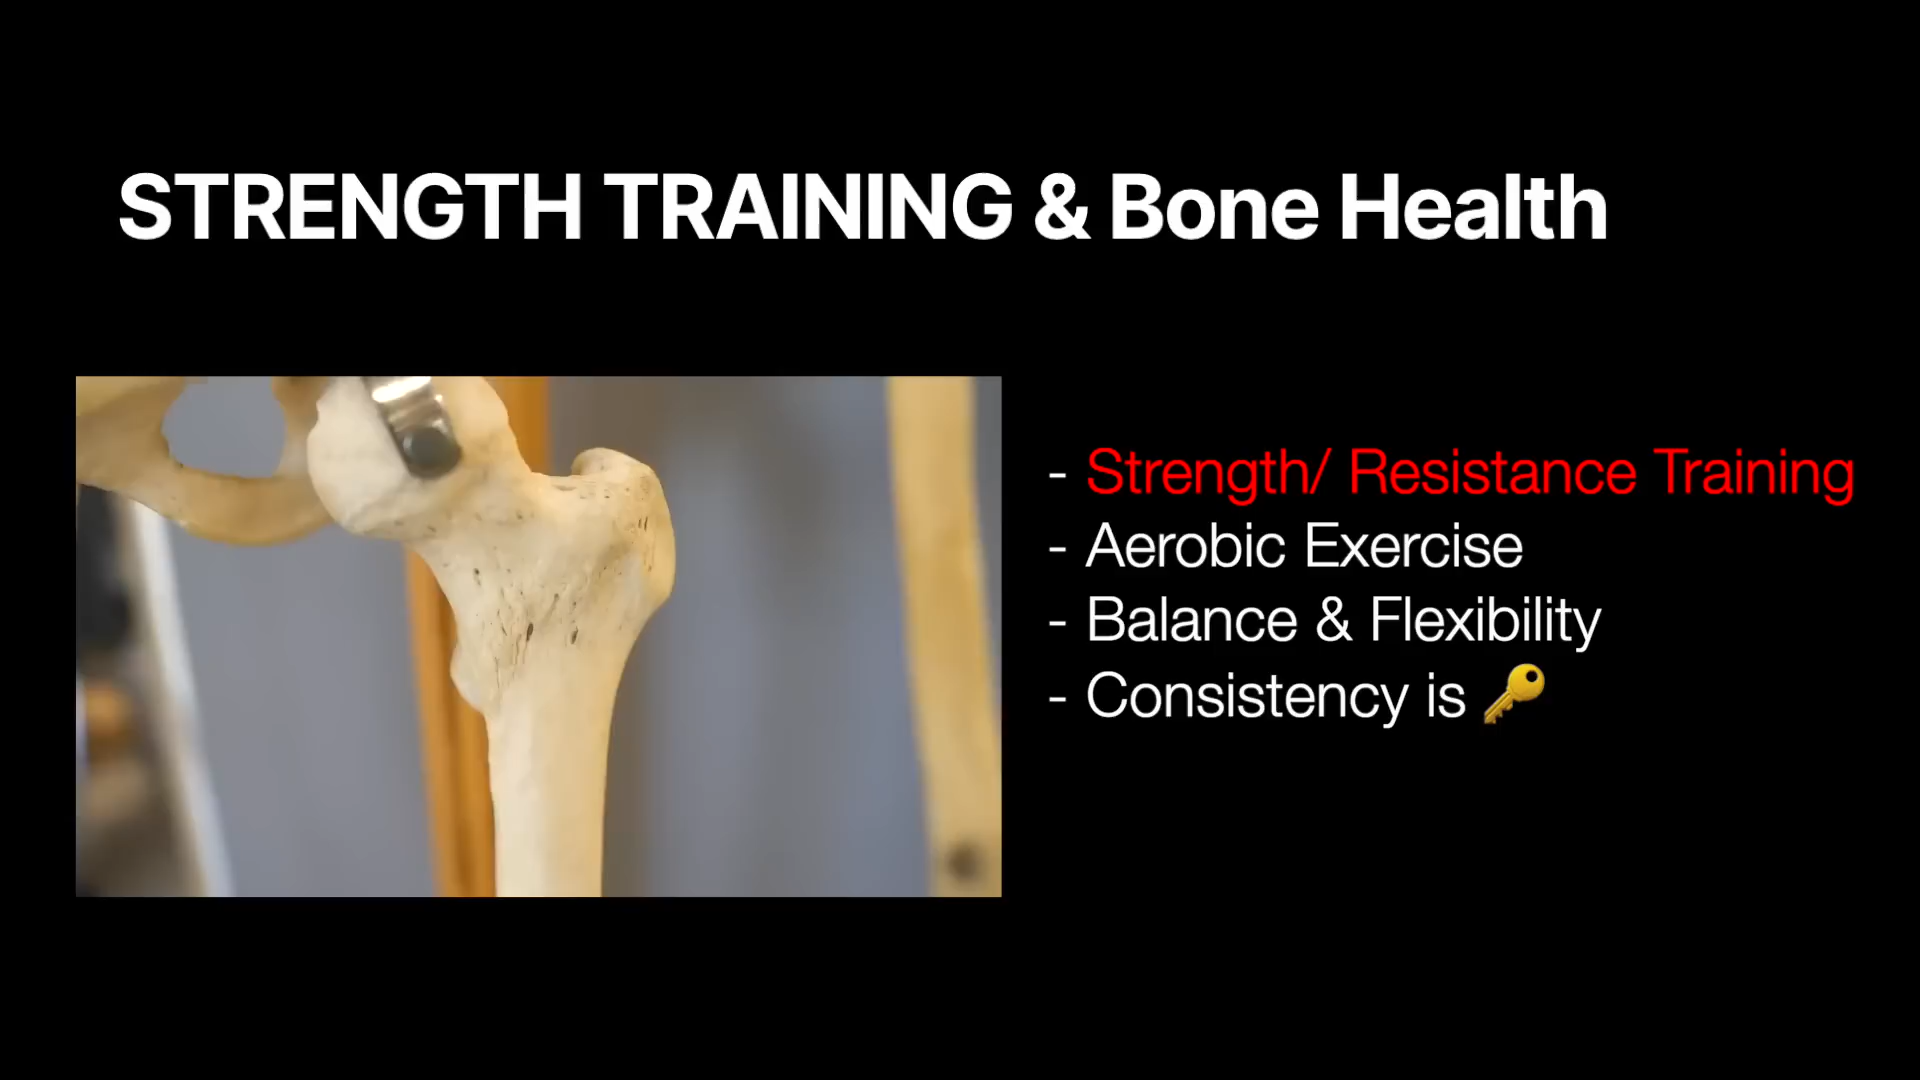 STRENGTH TRAINING & Bone Health
- Strength/ Resistance Training
- Aerobic Exercise
- Balance & Flexibility
- Consistency is 🔑